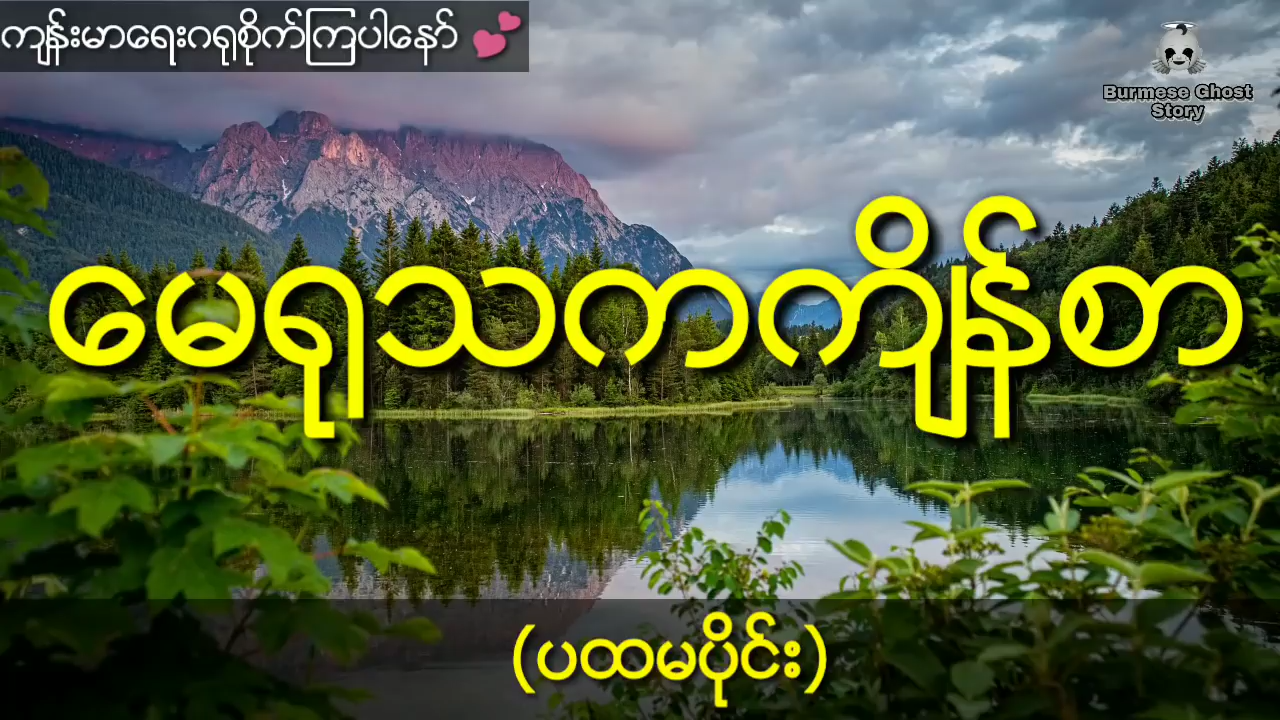 ကျန်းမာရေးဂရုစိုက်ကြပါနော် 💕
Burmese Ghost
Story
မေရုသကကျိန်စာ
(ပထမပိုင်း)